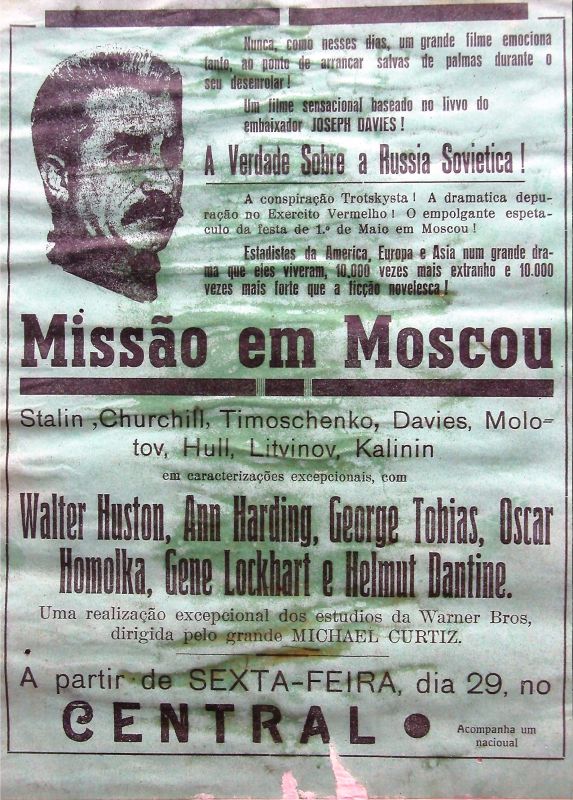 Nunca, como nesses dias, um grande filme emociona
tanto, ao ponto de arrancar salvas de palmas durante o
seu desenrolar!
Um filme sensacional baseado no livvo do
embaixador JOSEPH DAVIES!
A Verdade Sobre a Russia Sovietica!
A conspiração Trotskysta! A dramatica depu-
ração no Exercito Vermelho! O empolgante espeta-
culo da festa de 1.º de Maio em Moscou!
Estadistas da America, Europa e Asia num grande dra-
ma que eles viveram, 10.000 vezes mais extranho e 10.000
vezes mais forte que a ficção novelesca!
Missão em Moscou
Stalin, Churchill, Timoschenko, Davies, Molo-
tov, Hull, Litvinov, Kalinin
em caracterizações excepcionais, com
Walter Huston, Ann Harding, George Tobias, Oscar
Homolka, Gene Lockhart e Helmut Dantine.
Uma realização excepcional dos estudios da Warner Bros,
dirigida pelo grande MICHAEL CURTIZ.
A partir de SEXTA-FEIRA, dia 29, no
CENTRAL
Acompanha um
nacioual